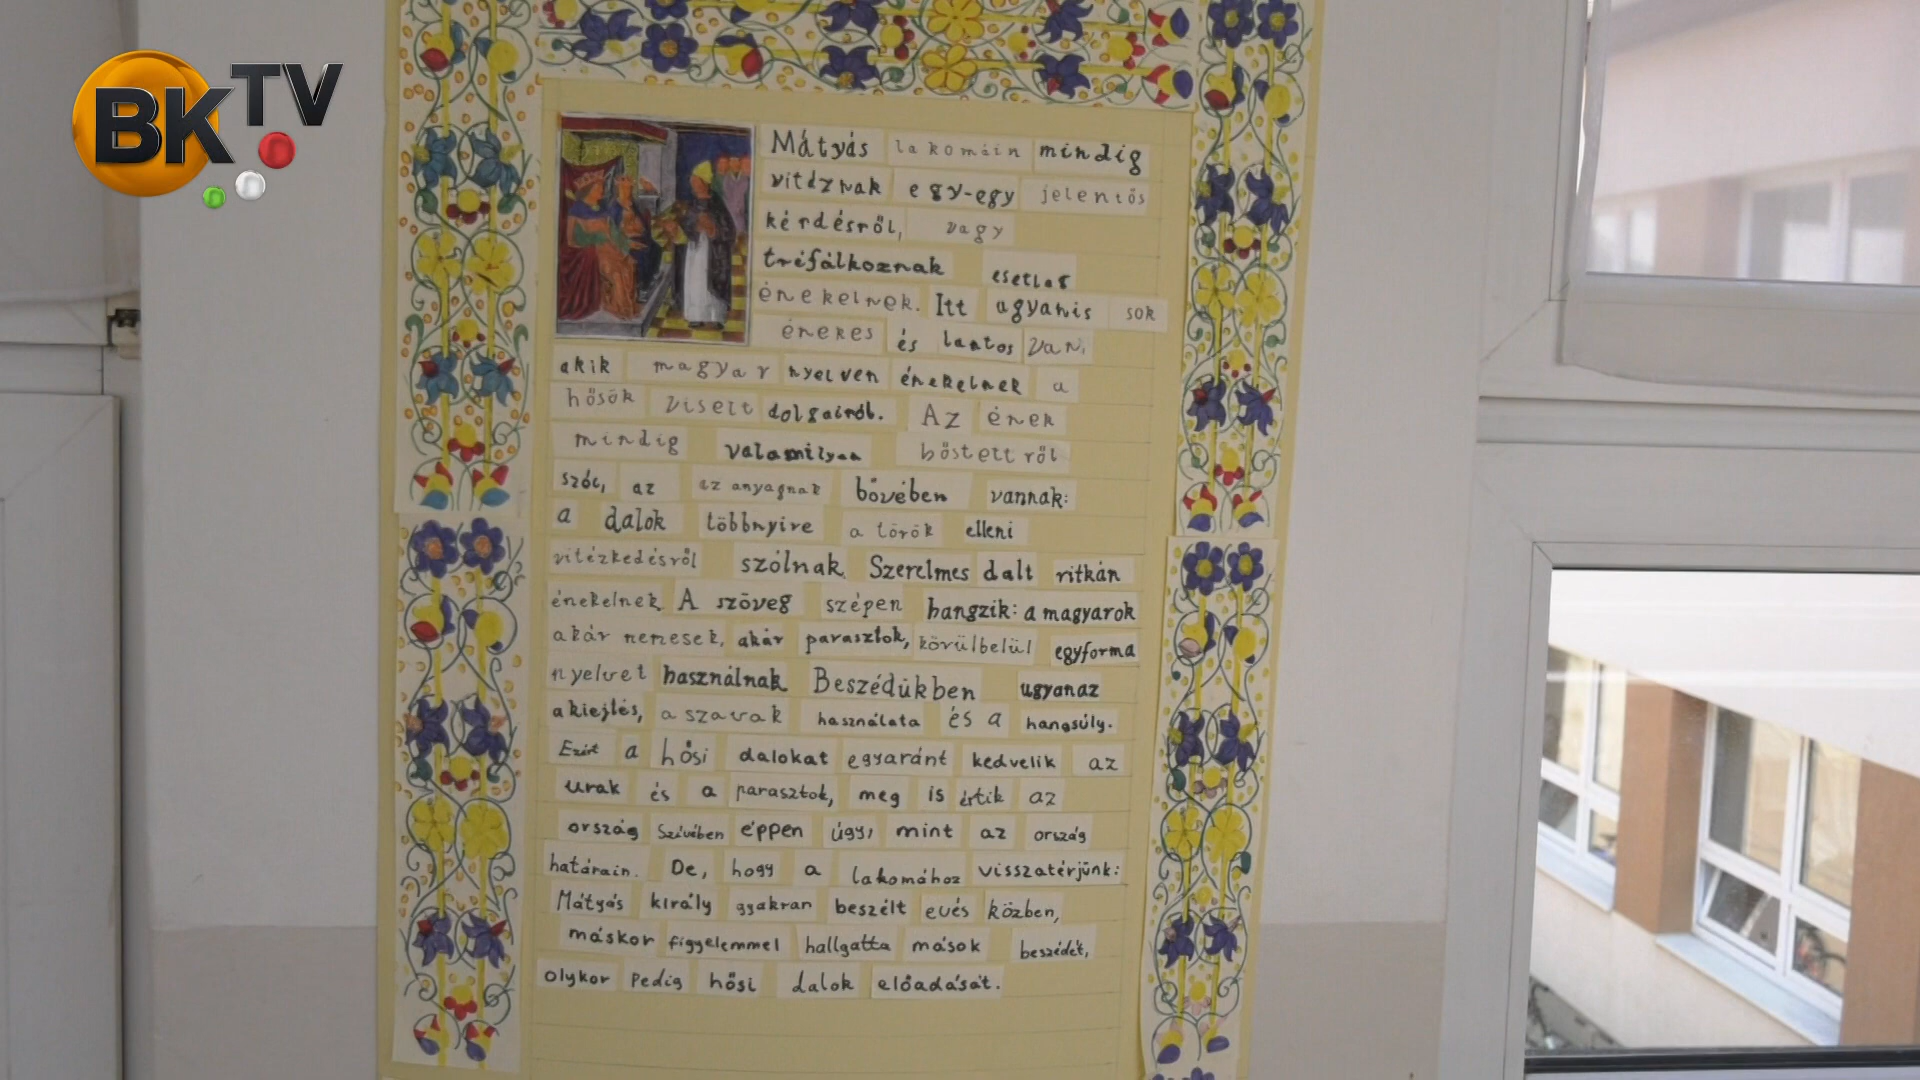 BKTV
Mátyás lakomáin mindig
vitáznak egy-egy jelentős
kérdésről, vagy
tréfálkoznak esetleg
énekelnek. Itt ugyanis sok
énekes és lantos van,
akik magyar nyelven énekelnek a
hősök viselt dolgairól. Az ének
mindig valamilyen hőstettről
szól, az anyagnak bővében vannak:
a dalok többnyire a török elleni
vitézkedésről szólnak. Szerelmes dalt ritkán
énekelnek. A szöveg szépen hangzik: a magyarok
akár nemesek, akár parasztok, körülbelül egyforma
nyelvet használnak. Beszédükben ugyanaz
a kiejtés, a szavak használata és a hangsúly.
Ezért a hősi dalokat egyaránt kedvelik az
urak és a parasztok, meg is értik az
ország szívében éppen úgy, mint az ország
határain. De, hogy a lakomához visszatérjünk:
Mátyás király gyakran beszélt evés közben,
máskor figyelemmel hallgatta mások beszédét,
olykor pedig hősi dalok előadását.